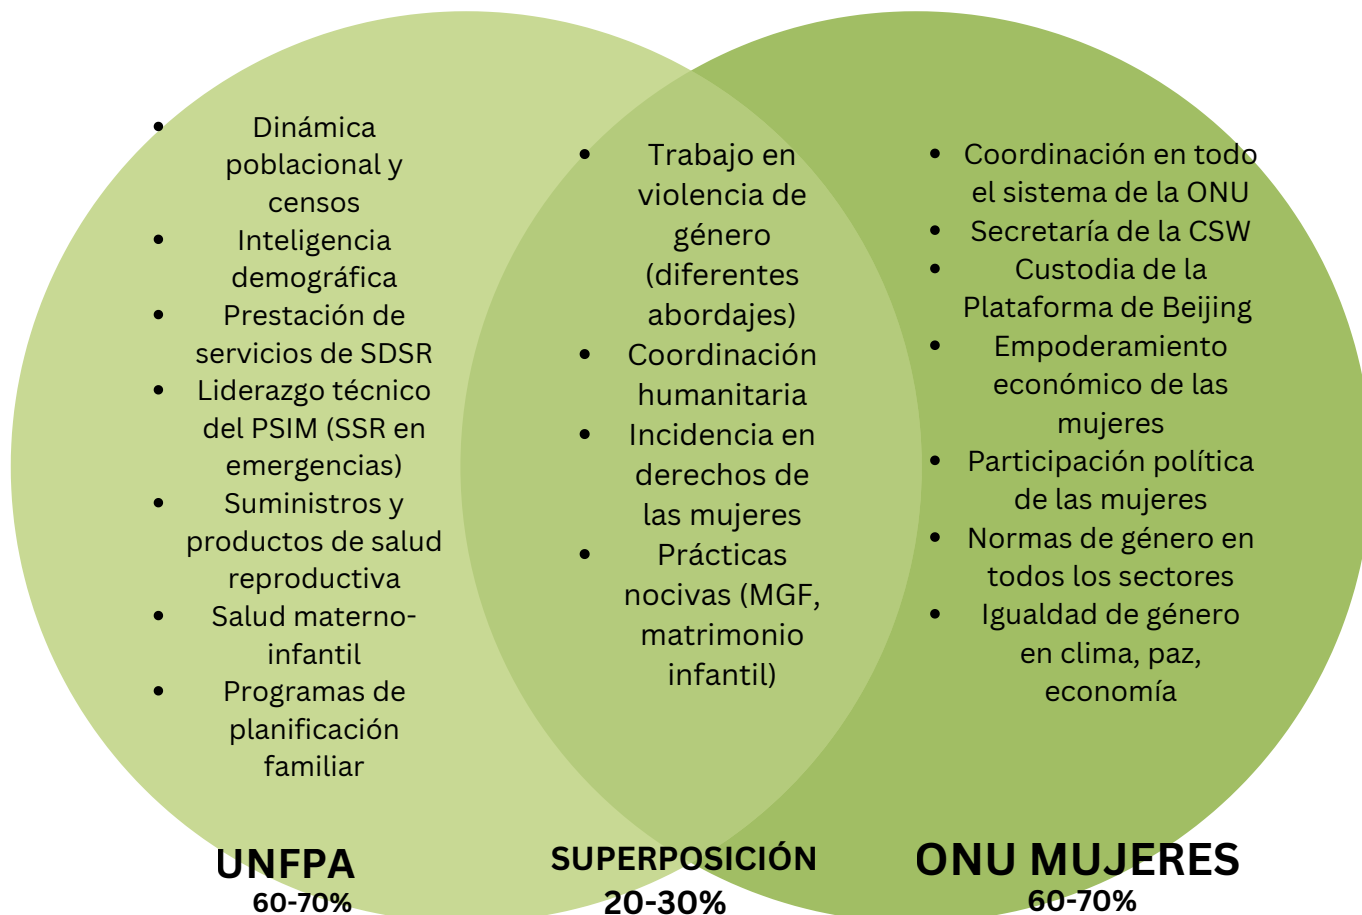 • Dinámica
poblacional y
censos
• Inteligencia
demográfica
• Prestación de
servicios de SDSR
• Liderazgo técnico
del PSIM (SSR en
emergencias)
• Suministros y
productos de salud
reproductiva
• Salud materno-
infantil
• Programas de
planificación
familiar
UNFPA
60-70%
• Trabajo en
violencia de
género
(diferentes
abordajes)
• Coordinación
humanitaria
• Incidencia en
derechos de
las mujeres
• Prácticas
nocivas (MGF,
matrimonio
infantil)
SUPERPOSICIÓN
20-30%
• Coordinación en todo
el sistema de la ONU
• Secretaría de la CSW
• Custodia de la
Plataforma de Beijing
• Empoderamiento
económico de las
mujeres
• Participación política
de las mujeres
• Normas de género en
todos los sectores
• Igualdad de género
en clima, paz,
economía
ONU MUJERES
60-70%